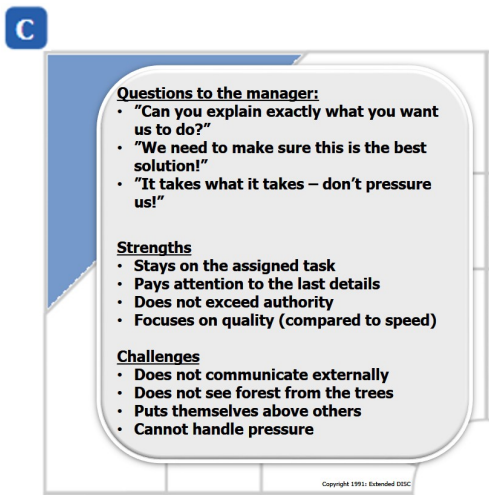 C
Questions to the manager:
• ”Can you explain exactly what you want
us to do?”
• ”We need to make sure this is the best
solution!”
• ”It takes what it takes – don’t pressure
us!”
Strengths
• Stays on the assigned task
• Pays attention to the last details
• Does not exceed authority
• Focuses on quality (compared to speed)
Challenges
• Does not communicate externally
• Does not see forest from the trees
• Puts themselves above others
• Cannot handle pressure
Copyright 1991: Extended DISC